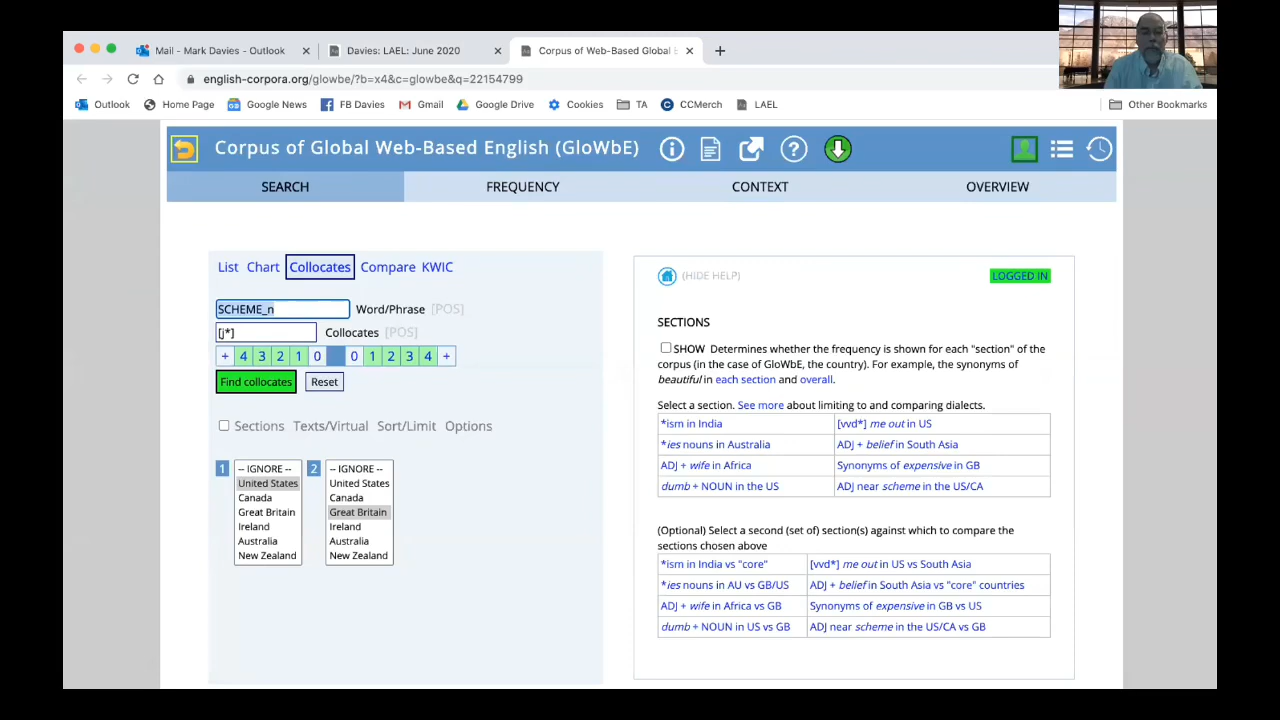 Mail - Mark Davies - Outlook
Davies: LAEL: June 2020
Corpus of Web-Based Global E
english-corpora.org/glowbe/?b=x4&c=glowbe&q=22154799
Outlook Home Page Google News FB Davies Gmail Google Drive Cookies TA CCMerch LAEL Other Bookmarks
Corpus of Global Web-Based English (GloWbE)
SEARCH FREQUENCY CONTEXT OVERVIEW
List Chart Collocates Compare KWIC
SCHEME_n Word/Phrase [POS]
[j*] Collocates [POS]
+ 4 3 2 1 0 0 1 2 3 4 +
Find collocates Reset
Sections Texts/Virtual Sort/Limit Options
1 -- IGNORE -- 2 -- IGNORE --
United States United States
Canada Canada
Great Britain Great Britain
Ireland Ireland
Australia Australia
New Zealand New Zealand
(HIDE HELP) LOGGED IN
SECTIONS
SHOW Determines whether the frequency is shown for each "section" of the
corpus (in the case of GloWbE, the country). For example, the synonyms of
beautiful in each section and overall.
Select a section. See more about limiting to and comparing dialects.
*ism in India [vvd*] me out in US
*ies nouns in Australia ADJ + belief in South Asia
ADJ + wife in Africa Synonyms of expensive in GB
dumb + NOUN in the US ADJ near scheme in the US/CA
(Optional) Select a second (set of) section(s) against which to compare the
sections chosen above
*ism in India vs "core" [vvd*] me out in US vs South Asia
*ies nouns in AU vs GB/US ADJ + belief in South Asia vs "core" countries
ADJ + wife in Africa vs GB Synonyms of expensive in GB vs US
dumb + NOUN in US vs GB ADJ near scheme in the US/CA vs GB